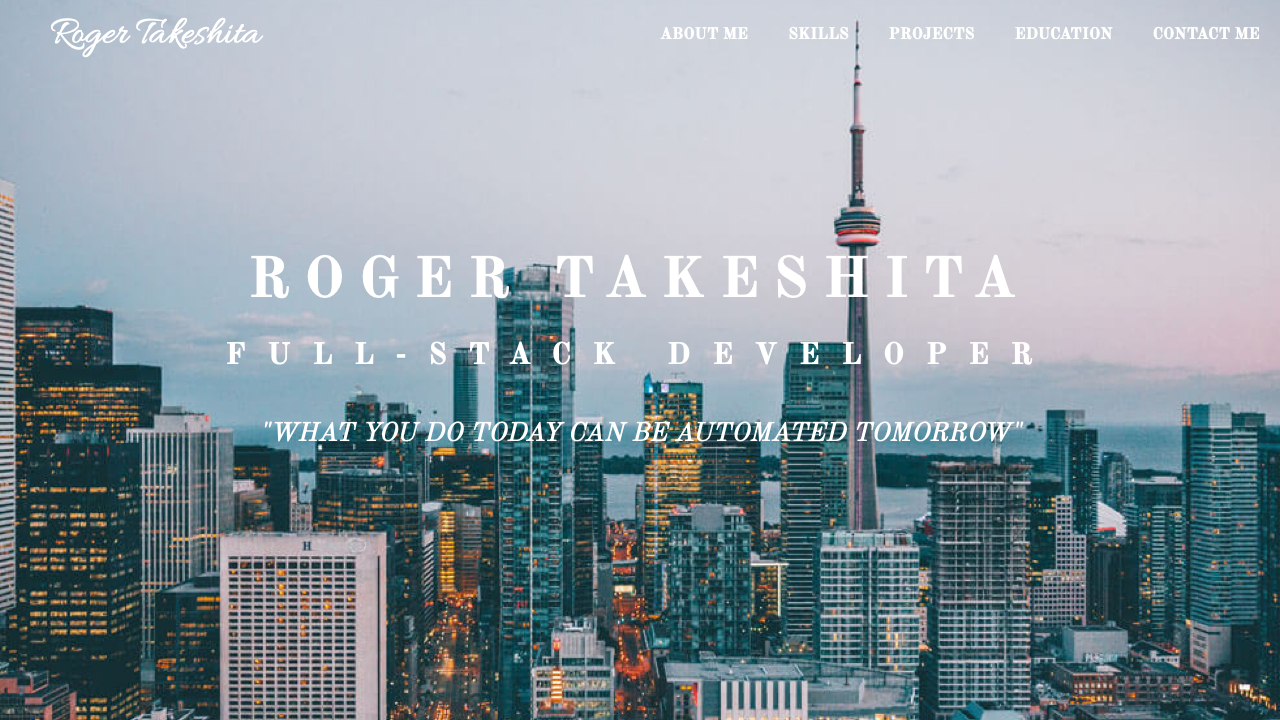 Roger Takeshita
ABOUT ME SKILLS PROJECTS EDUCATION CONTACT ME
ROGER TAKESHITA
FULL-STACK DEVELOPER
"WHAT YOU DO TODAY CAN BE AUTOMATED TOMORROW"
H